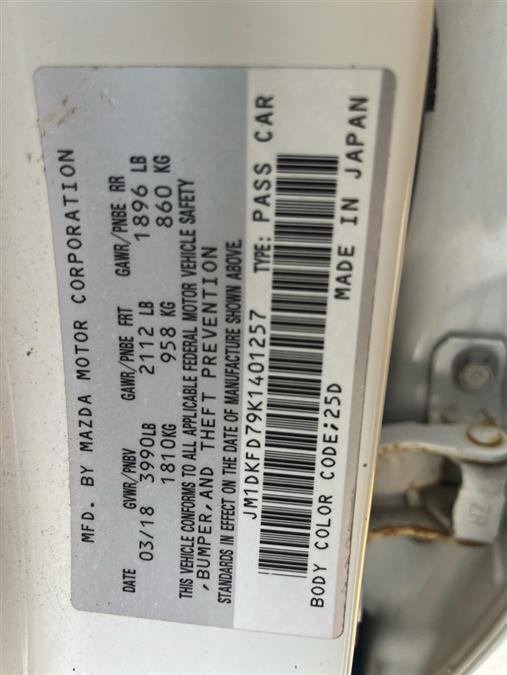 MFD. BY MAZDA MOTOR CORPORATION
DATE GVWR/PNBV GAWR/PNBE FRT GAWR/PNBE RR
03/18 3990LB 2112 LB 1896 LB
1810KG 958 KG 860 KG
THIS VEHICLE CONFORMS TO ALL APPLICABLE FEDERAL MOTOR VEHICLE SAFETY
,BUMPER,AND THEFT PREVENTION
STANDARDS IN EFFECT ON THE DATE OF MANUFACTURE SHOWN ABOVE.
JM1DKFD79K1401257 TYPE: PASS CAR
BODY COLOR CODE;25D MADE IN JAPAN
ZR